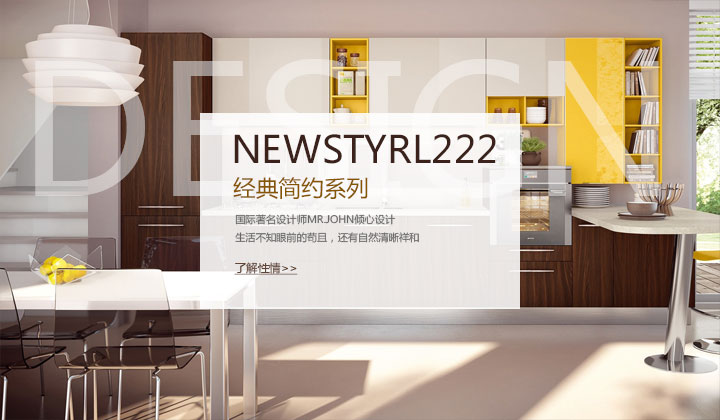 DESIGN
NEWSTYRL222
经典简约系列
国际著名设计师MR.JOHN倾心设计
生活不知眼前的苟且，还有自然清晰祥和
了解性情>>